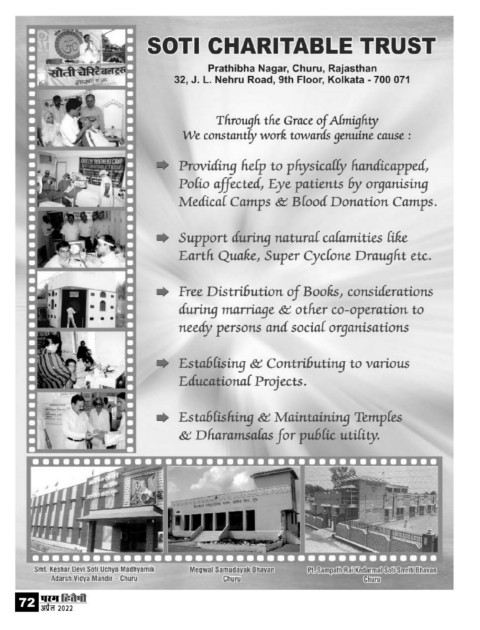 SOTI CHARITABLE TRUST
Prathibha Nagar, Churu, Rajasthan
32, J. L. Nehru Road, 9th Floor, Kolkata - 700 071
सोती चैरिटेबल ट्रस्ट
Through the Grace of Almighty
We constantly work towards genuine cause :
Providing help to physically handicapped,
Polio affected, Eye patients by organising
Medical Camps & Blood Donation Camps.
Support during natural calamities like
Earth Quake, Super Cyclone Draught etc.
Free Distribution of Books, considerations
during marriage & other co-operation to
needy persons and social organisations
Establising & Contributing to various
Educational Projects.
Establishing & Maintaining Temples
& Dharamsalas for public utility.
Smt. Keshar Devi Soti Uchya Madhyamik
Adarsh Vidya Mandir - Churu
Megwal Samudayak Bhavan
Churu
Pt. Sampath Rai Kedarmal Soti Smriti Bhavan
Churu
72 परम हितैषी
अप्रैल 2022